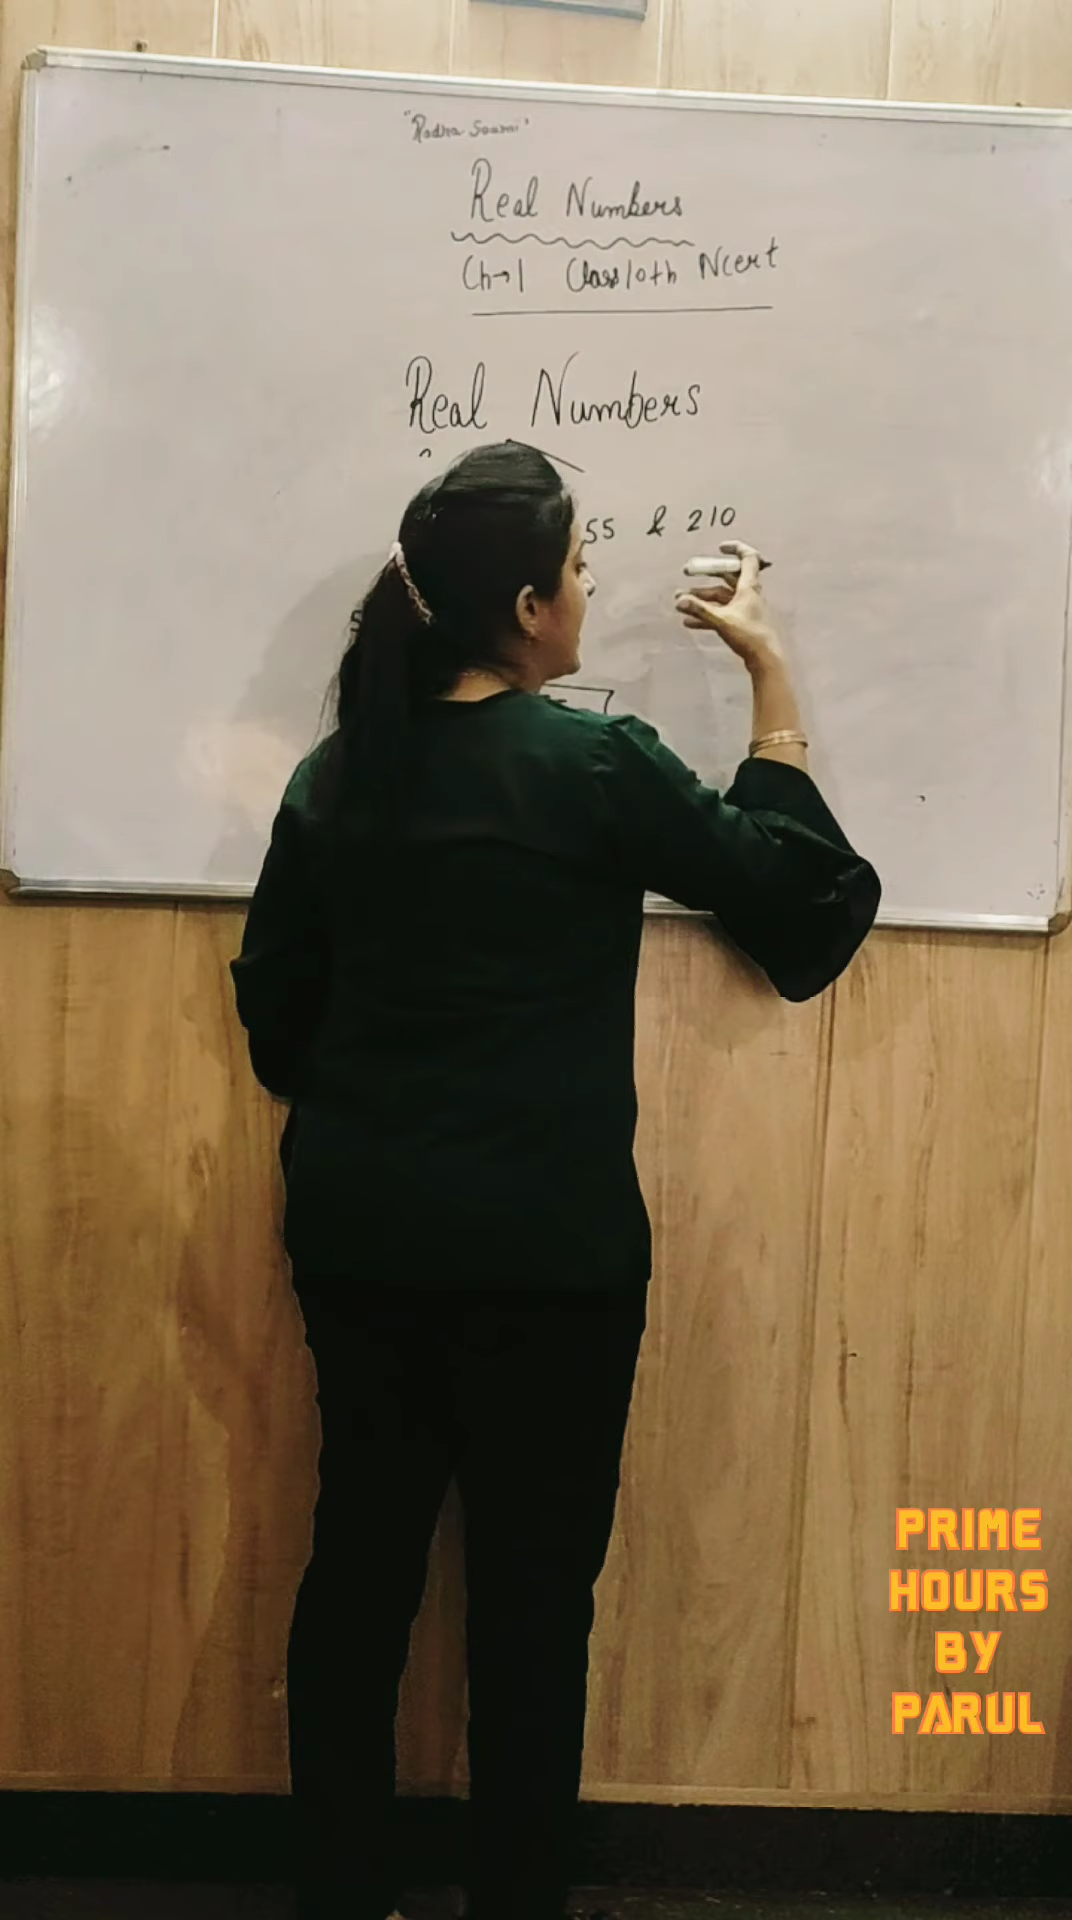 "Radha Soami"
Real Numbers
Ch→1 Class 10th Ncert
Real Numbers
55 & 210
PRIME
HOURS
BY
PARUL